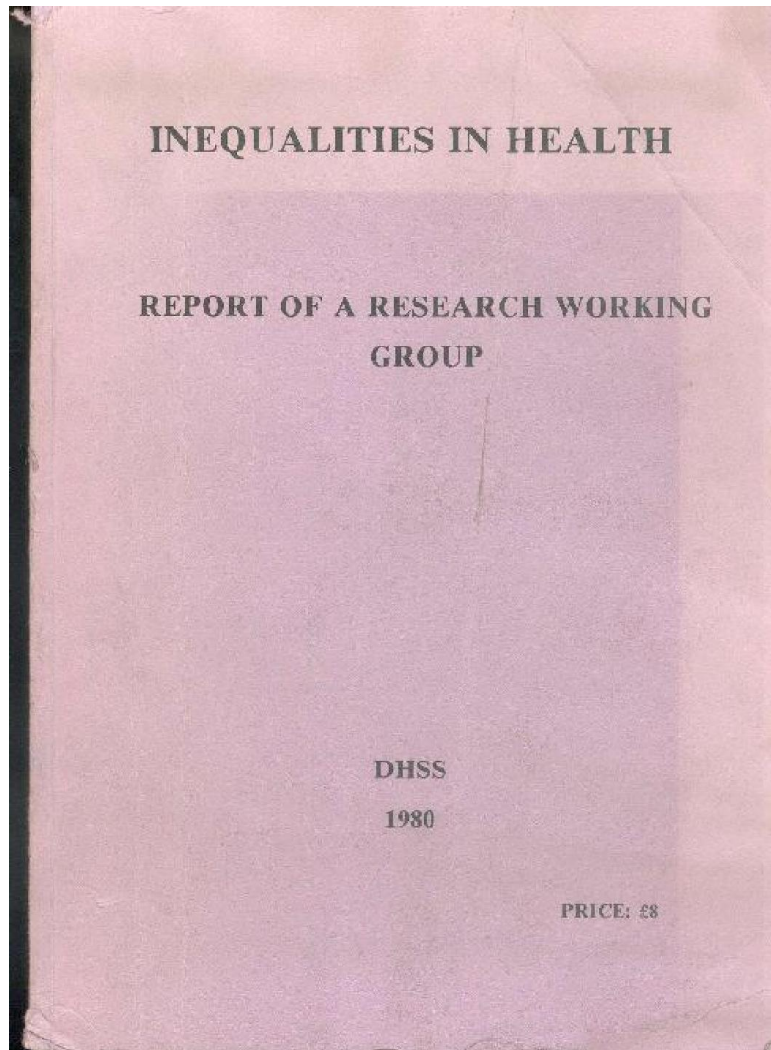 INEQUALITIES IN HEALTH
REPORT OF A RESEARCH WORKING
GROUP
DHSS
1980
PRICE: £8